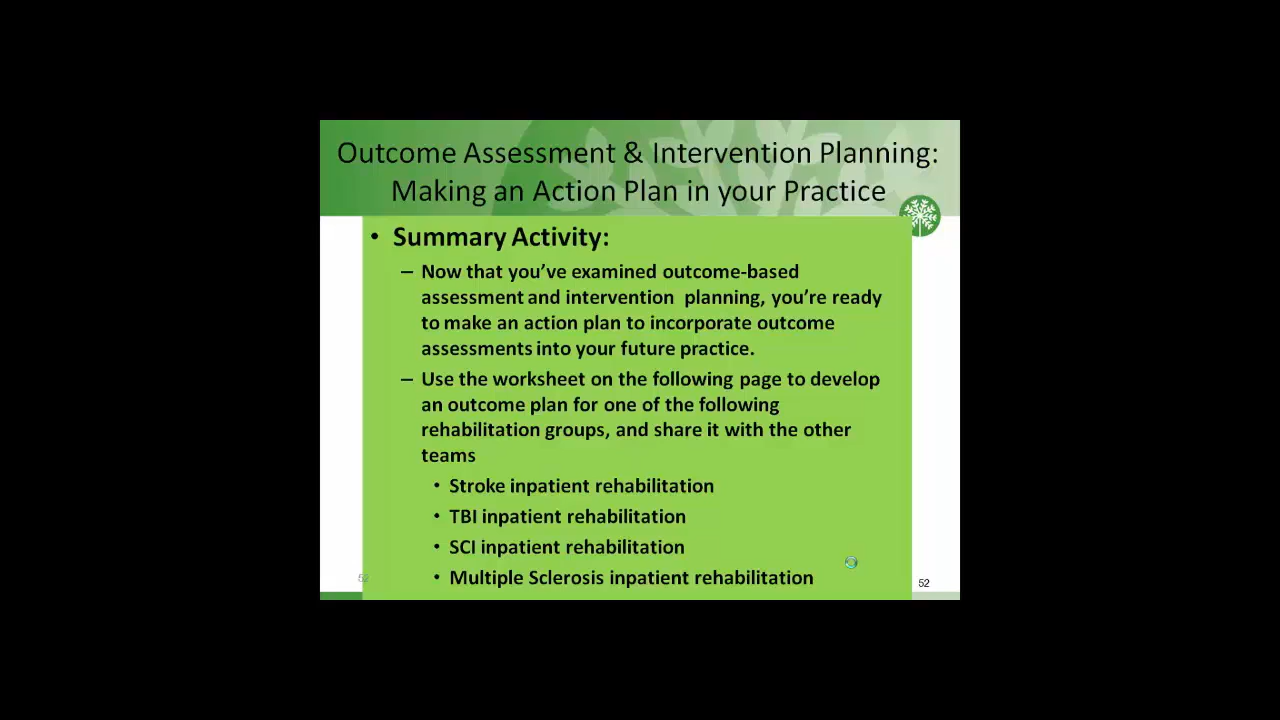 Outcome Assessment & Intervention Planning:
Making an Action Plan in your Practice
• Summary Activity:
– Now that you’ve examined outcome-based
assessment and intervention planning, you’re ready
to make an action plan to incorporate outcome
assessments into your future practice.
– Use the worksheet on the following page to develop
an outcome plan for one of the following
rehabilitation groups, and share it with the other
teams
• Stroke inpatient rehabilitation
• TBI inpatient rehabilitation
• SCI inpatient rehabilitation
• Multiple Sclerosis inpatient rehabilitation
52
52